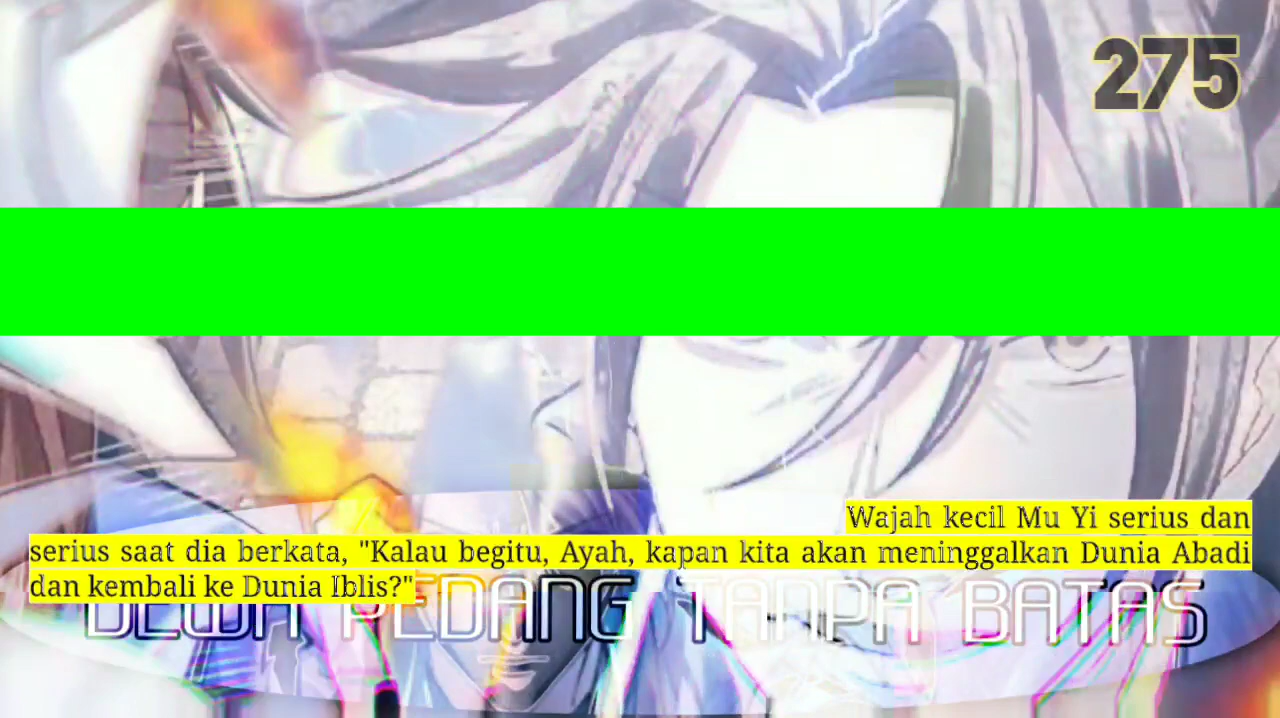 275
Wajah kecil Mu Yi serius dan
serius saat dia berkata, "Kalau begitu, Ayah, kapan kita akan meninggalkan Dunia Abadi
dan kembali ke Dunia Iblis?"
DEWA PEDANG TANPA BATAS